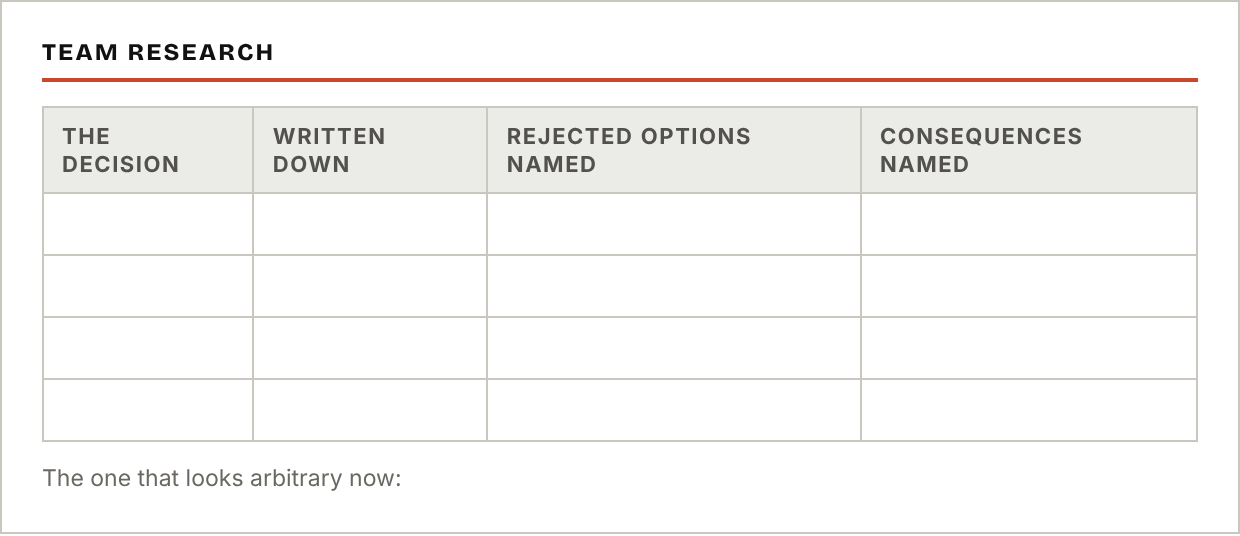 TEAM RESEARCH
THE DECISION
WRITTEN DOWN
REJECTED OPTIONS NAMED
CONSEQUENCES NAMED
The one that looks arbitrary now: